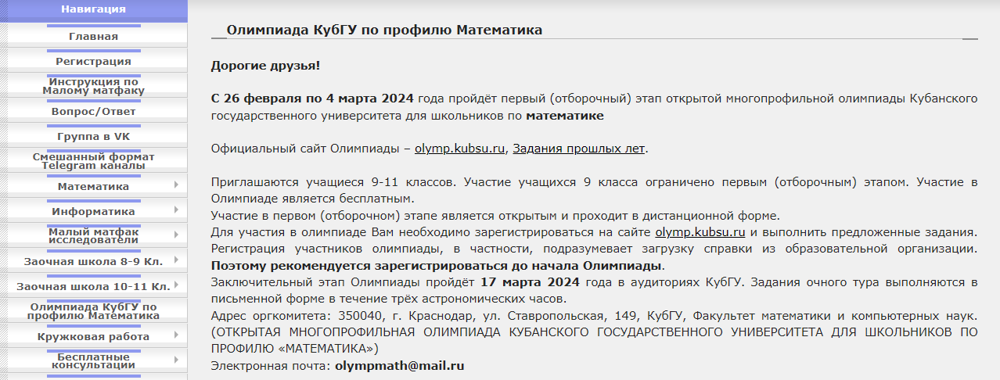 Навигация
Главная
Регистрация
Инструкция по
Малому матфаку
Вопрос/Ответ
Группа в VK
Смешанный формат
Telegram каналы
Математика
Информатика
Малый матфак
исследователи
Заочная школа 8-9 Кл.
Заочная школа 10-11 Кл.
Олимпиада КубГУ по
профилю Математика
Кружковая работа
Бесплатные
консультации
Олимпиада КубГУ по профилю Математика
Дорогие друзья!
С 26 февраля по 4 марта 2024 года пройдёт первый (отборочный) этап открытой многопрофильной олимпиады Кубанского
государственного университета для школьников по математике
Официальный сайт Олимпиады – olymp.kubsu.ru, Задания прошлых лет.
Приглашаются учащиеся 9-11 классов. Участие учащихся 9 класса ограничено первым (отборочным) этапом. Участие в
Олимпиаде является бесплатным.
Участие в первом (отборочном) этапе является открытым и проходит в дистанционной форме.
Для участия в олимпиаде Вам необходимо зарегистрироваться на сайте olymp.kubsu.ru и выполнить предложенные задания.
Регистрация участников олимпиады, в частности, подразумевает загрузку справки из образовательной организации.
Поэтому рекомендуется зарегистрироваться до начала Олимпиады.
Заключительный этап Олимпиады пройдёт 17 марта 2024 года в аудиториях КубГУ. Задания очного тура выполняются в
письменной форме в течение трёх астрономических часов.
Адрес оргкомитета: 350040, г. Краснодар, ул. Ставропольская, 149, КубГУ, Факультет математики и компьютерных наук.
(ОТКРЫТАЯ МНОГОПРОФИЛЬНАЯ ОЛИМПИАДА КУБАНСКОГО ГОСУДАРСТВЕННОГО УНИВЕРСИТЕТА ДЛЯ ШКОЛЬНИКОВ ПО
ПРОФИЛЮ «МАТЕМАТИКА»)
Электронная почта: olympmath@mail.ru